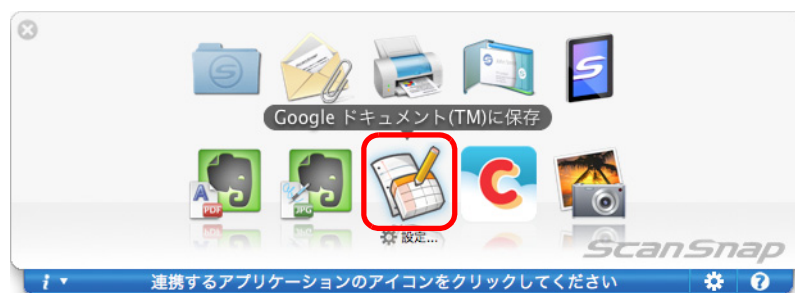 Google ドキュメント(TM)に保存
A
PDF
JPG
設定...
ScanSnap
連携するアプリケーションのアイコンをクリックしてください